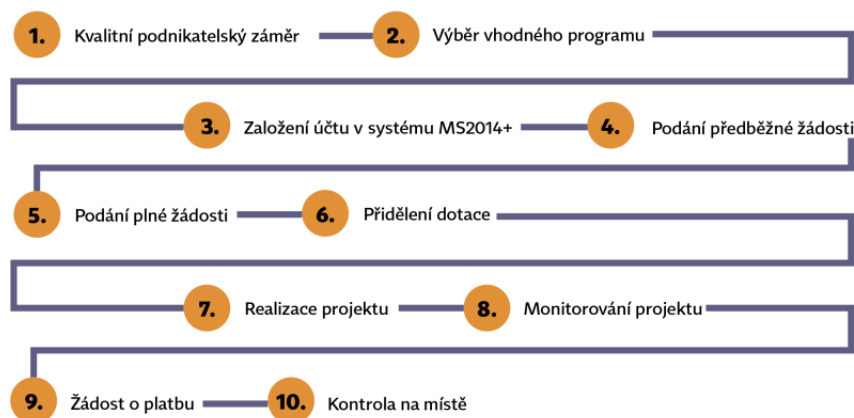 1. Kvalitní podnikatelský záměr 2. Výběr vhodného programu
3. Založení účtu v systému MS2014+ 4. Podání předběžné žádosti
5. Podání plné žádosti 6. Přidělení dotace
7. Realizace projektu 8. Monitorování projektu
9. Žádost o platbu 10. Kontrola na místě